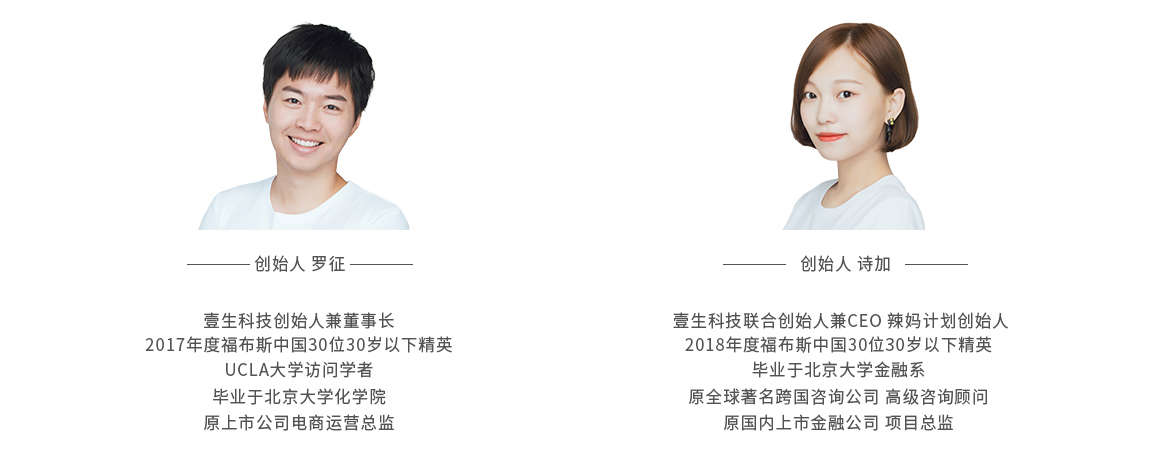 创始人 罗征
壹生科技创始人兼董事长
2017年度福布斯中国30位30岁以下精英
UCLA大学访问学者
毕业于北京大学化学院
原上市公司电商运营总监
创始人 诗加
壹生科技联合创始人兼CEO 辣妈计划创始人
2018年度福布斯中国30位30岁以下精英
毕业于北京大学金融系
原全球著名跨国咨询公司 高级咨询顾问
原国内上市金融公司 项目总监